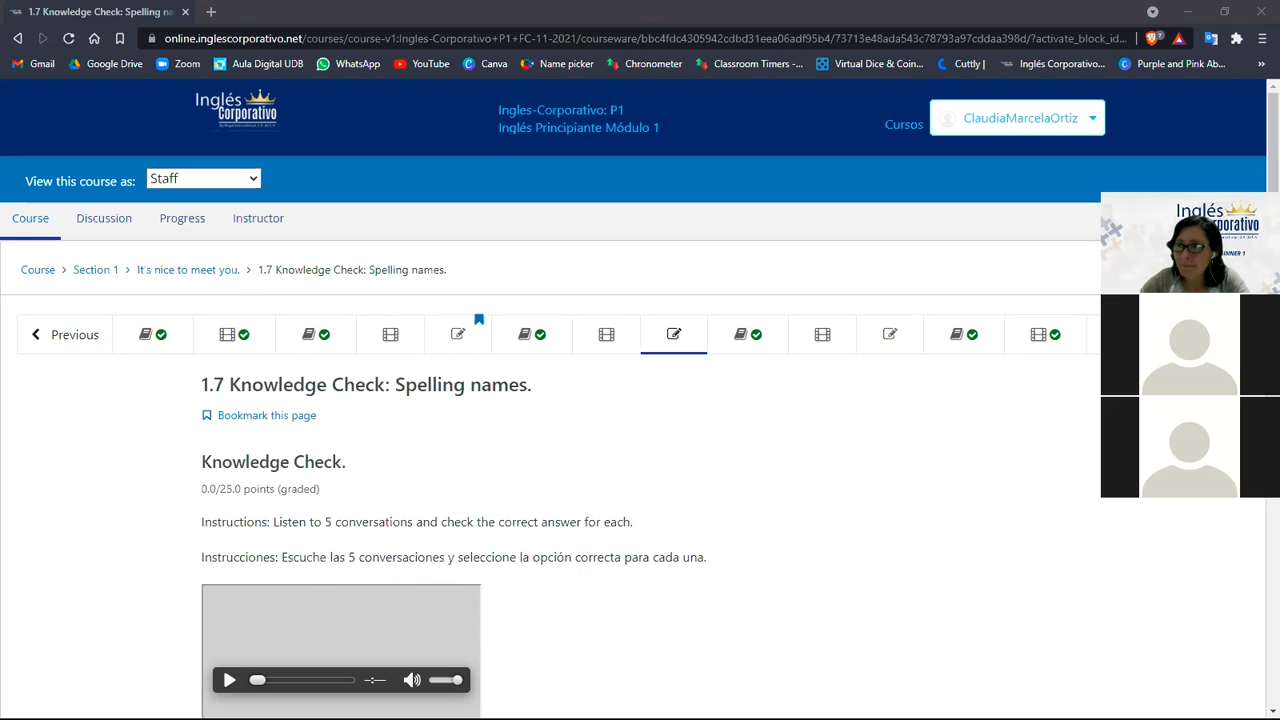 1.7 Knowledge Check: Spelling n
online.inglescorporativo.net/courses/course-v1:Ingles-Corporativo+P1+FC-11-2021/courseware/bbc4fdc4305942cdbd31eea06adf95b4/73713e48ada543c78793a97cddaa398d/?activate_block_id...
Gmail Google Drive Zoom Aula Digital UDB WhatsApp YouTube Canva Name picker Chronometer Classroom Timers -... Virtual Dice & Coin... Cuttly | Inglés Corporativo... Purple and Pink Ab...
Inglés
Corporativo
Ingles-Corporativo: P1
Inglés Principiante Módulo 1
Cursos
ClaudiaMarcelaOrtiz
View this course as: Staff
Course Discussion Progress Instructor
Inglés
orporativo
INNER 1
Course > Section 1 > It's nice to meet you. > 1.7 Knowledge Check: Spelling names.
Previous
1.7 Knowledge Check: Spelling names.
Bookmark this page
Knowledge Check.
0.0/25.0 points (graded)
Instructions: Listen to 5 conversations and check the correct answer for each.
Instrucciones: Escuche las 5 conversaciones y seleccione la opción correcta para cada una.
-:--